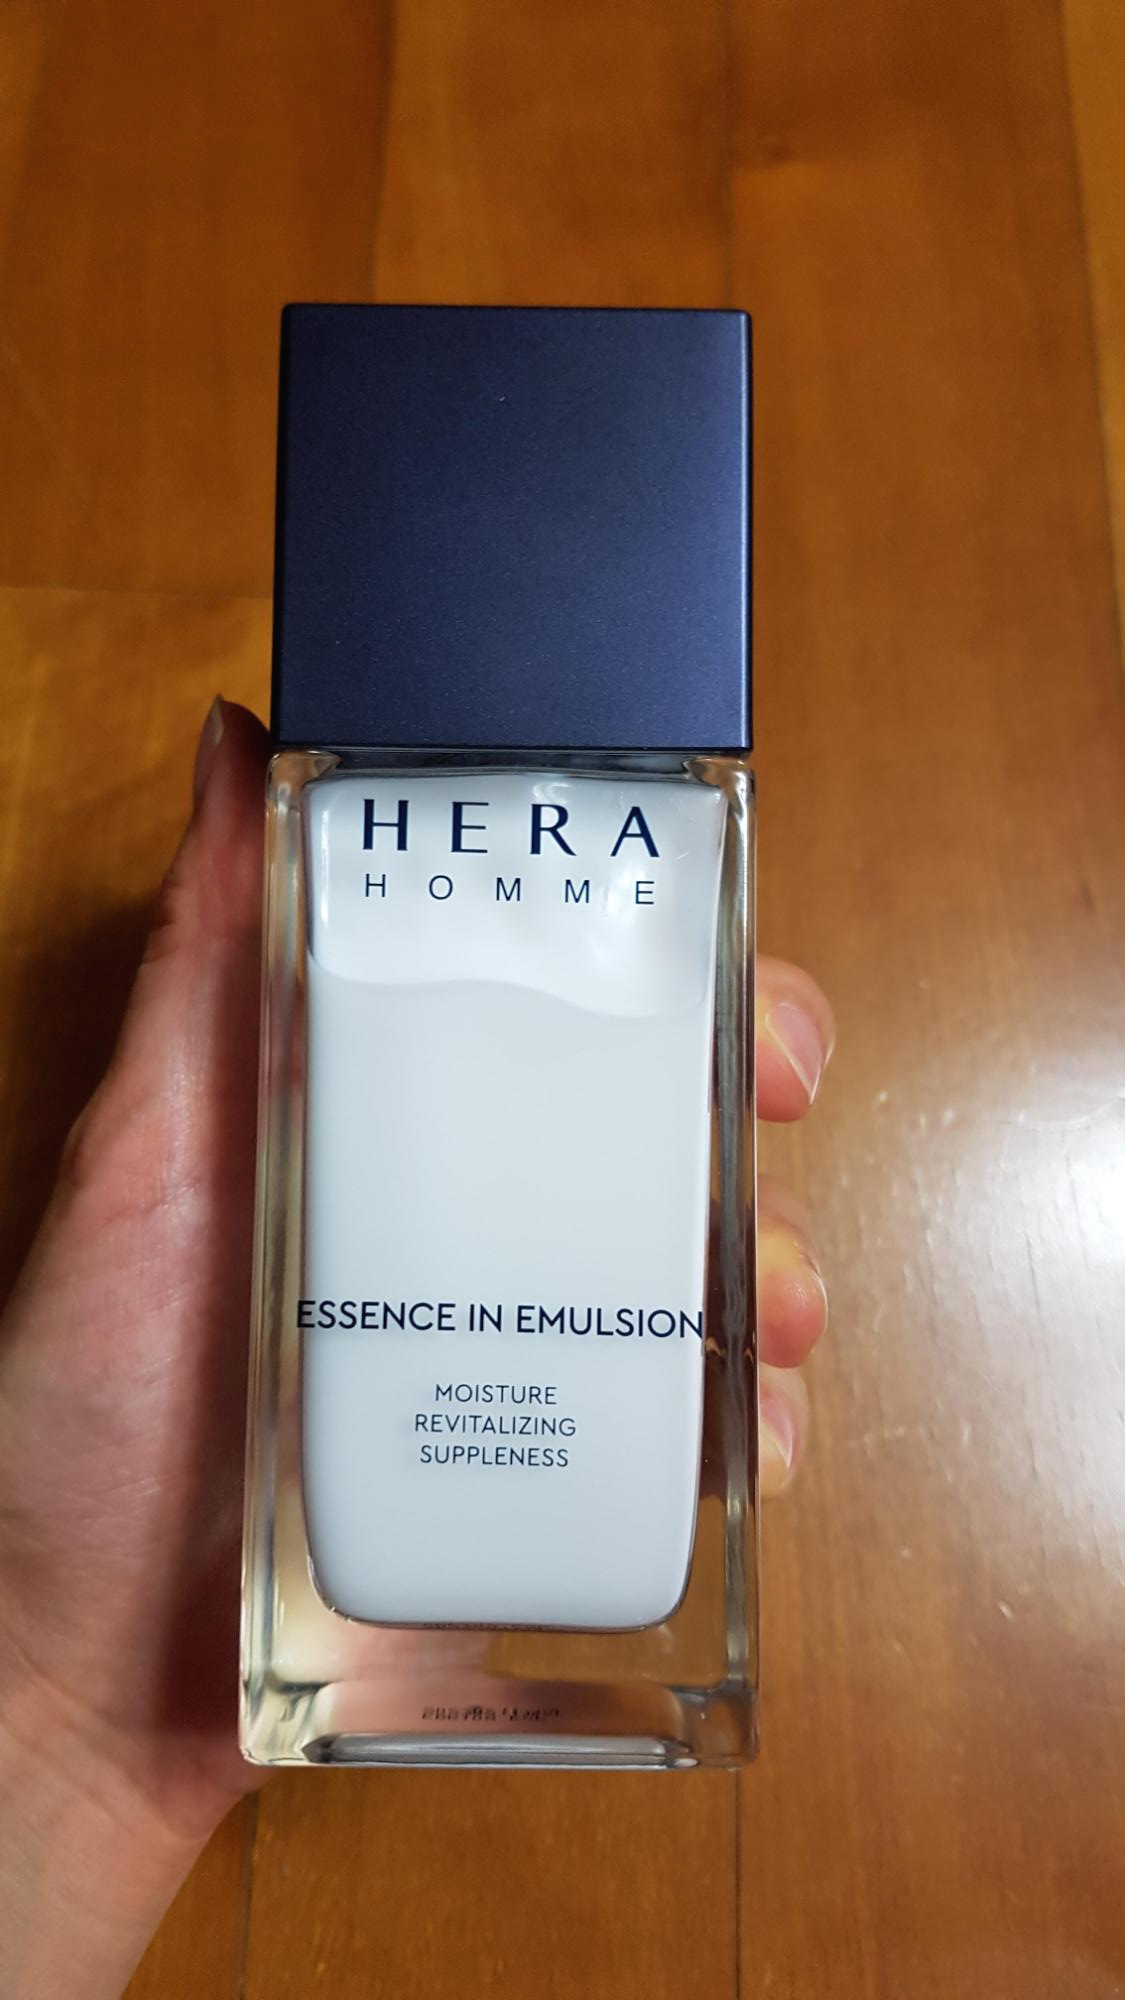 HERA
HOMME
ESSENCE IN EMULSION
MOISTURE
REVITALIZING
SUPPLENESS